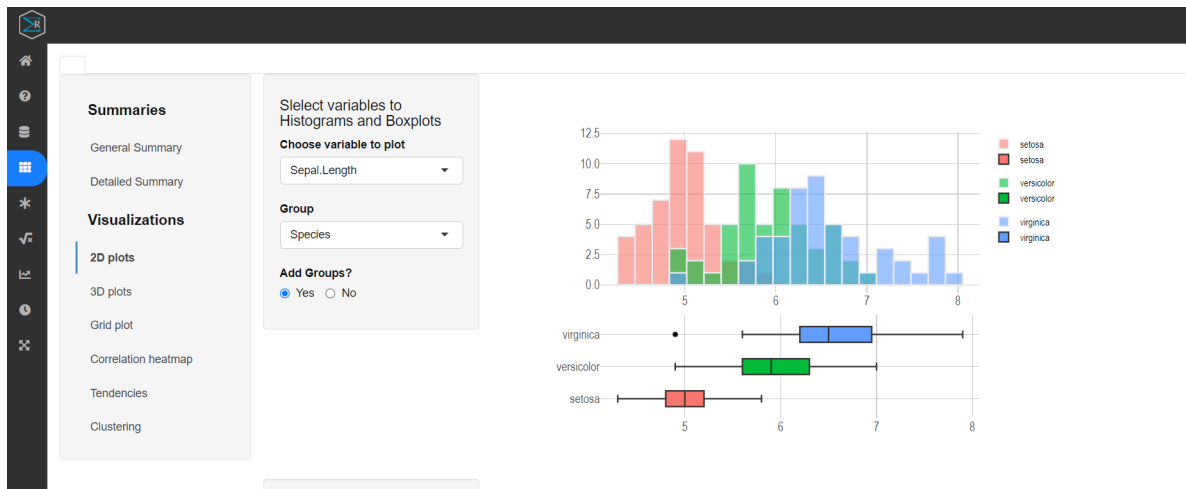 ΣR
Summaries
General Summary
Detailed Summary
Visualizations
2D plots
3D plots
Grid plot
Correlation heatmap
Tendencies
Clustering
Slelect variables to
Histograms and Boxplots
Choose variable to plot
Sepal.Length
Group
Species
Add Groups?
Yes No
12.5
10.0
7.5
5.0
2.5
0.0
5 6 7 8
setosa
setosa
versicolor
versicolor
virginica
virginica
virginica
versicolor
setosa
5 6 7 8